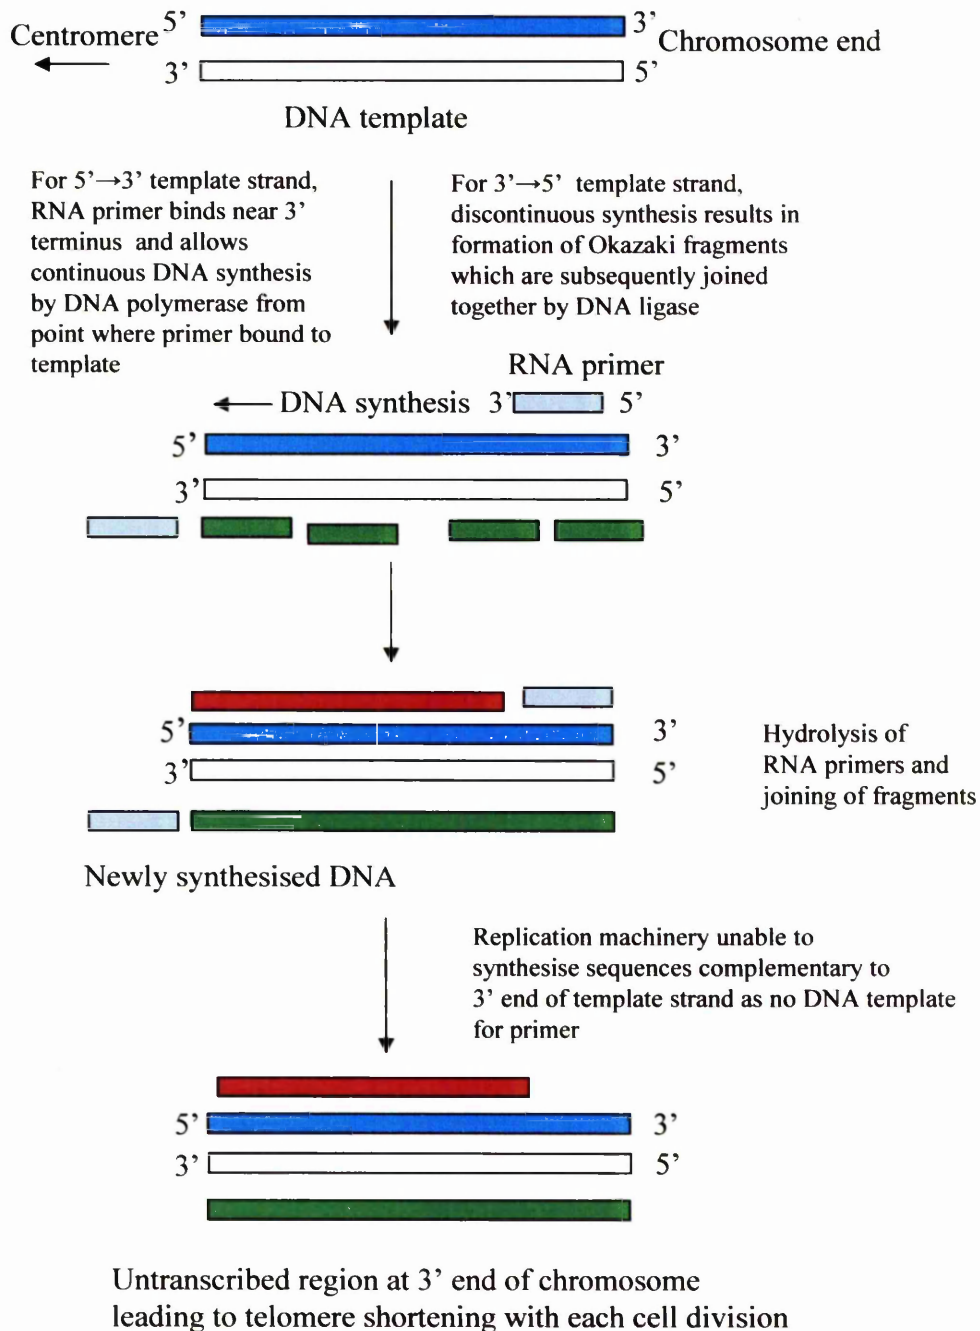 5’ 3’
Centromere Chromosome end
3’ 5’
DNA template
For 5’→3’ template strand,
RNA primer binds near 3’
terminus and allows
continuous DNA synthesis
by DNA polymerase from
point where primer bound to
template
For 3’→5’ template strand,
discontinuous synthesis results in
formation of Okazaki fragments
which are subsequently joined
together by DNA ligase
RNA primer
DNA synthesis 3’ 5’
5’ 3’
3’ 5’
5’ 3’
3’ 5’
Hydrolysis of
RNA primers and
joining of fragments
Newly synthesised DNA
Replication machinery unable to
synthesise sequences complementary to
3’ end of template strand as no DNA template
for primer
5’ 3’
3’ 5’
Untranscribed region at 3’ end of chromosome
leading to telomere shortening with each cell division